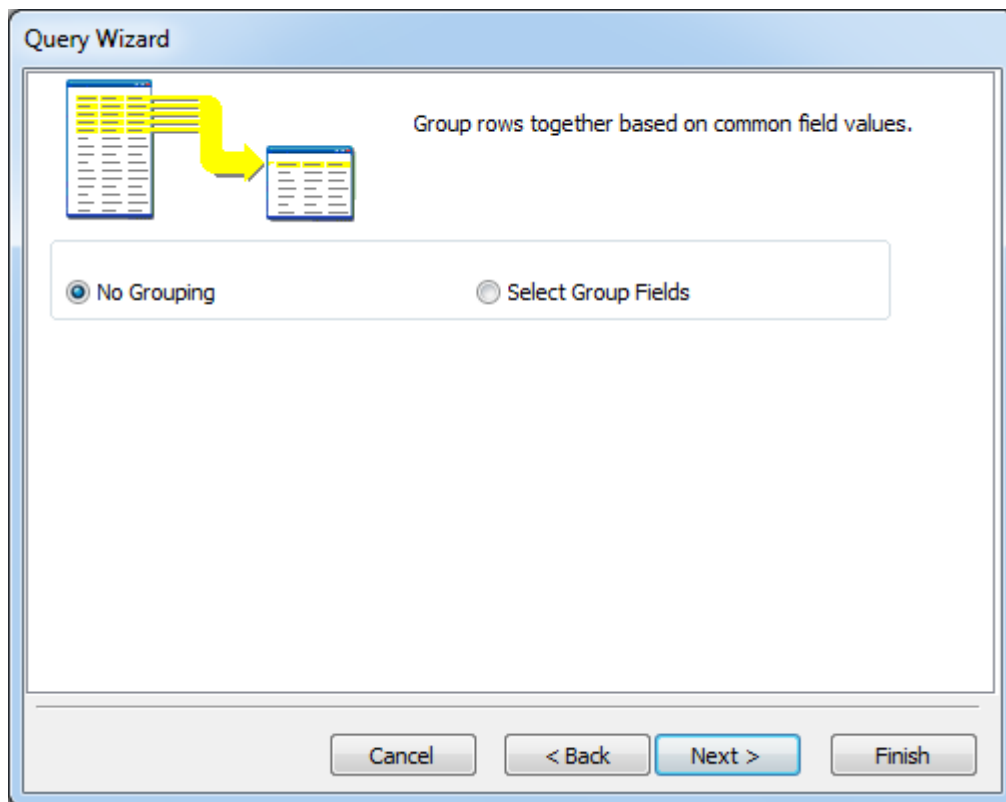 Query Wizard
Group rows together based on common field values.
No Grouping
Select Group Fields
Cancel
< Back
Next >
Finish